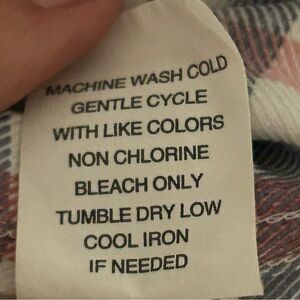 MACHINE WASH COLD
GENTLE CYCLE
WITH LIKE COLORS
NON CHLORINE
BLEACH ONLY
TUMBLE DRY LOW
COOL IRON
IF NEEDED